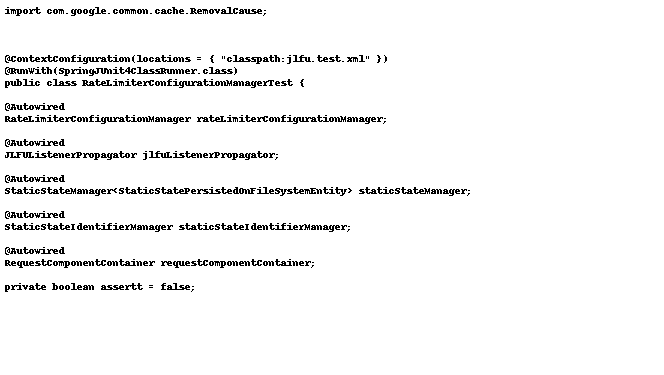 import com.google.common.cache.RemovalCause;
@ContextConfiguration(locations = { "classpath:jlfu.test.xml" })
@RunWith(SpringJUnit4ClassRunner.class)
public class RateLimiterConfigurationManagerTest {
@Autowired
RateLimiterConfigurationManager rateLimiterConfigurationManager;
@Autowired
JLFUListenerPropagator jlfuListenerPropagator;
@Autowired
StaticStateManager<StaticStatePersistedOnFileSystemEntity> staticStateManager;
@Autowired
StaticStateIdentifierManager staticStateIdentifierManager;
@Autowired
RequestComponentContainer requestComponentContainer;
private boolean assertt = false;